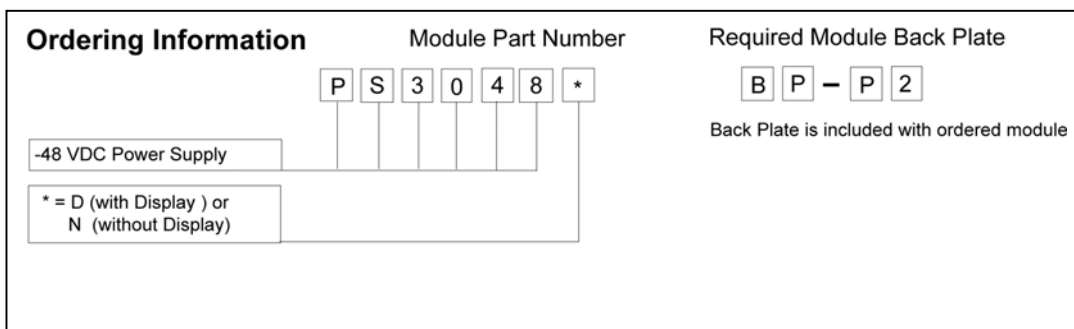 Ordering Information
Module Part Number
Required Module Back Plate
P S 3 0 4 8 *
B P – P 2
Back Plate is included with ordered module
-48 VDC Power Supply
* = D (with Display ) or
N (without Display)